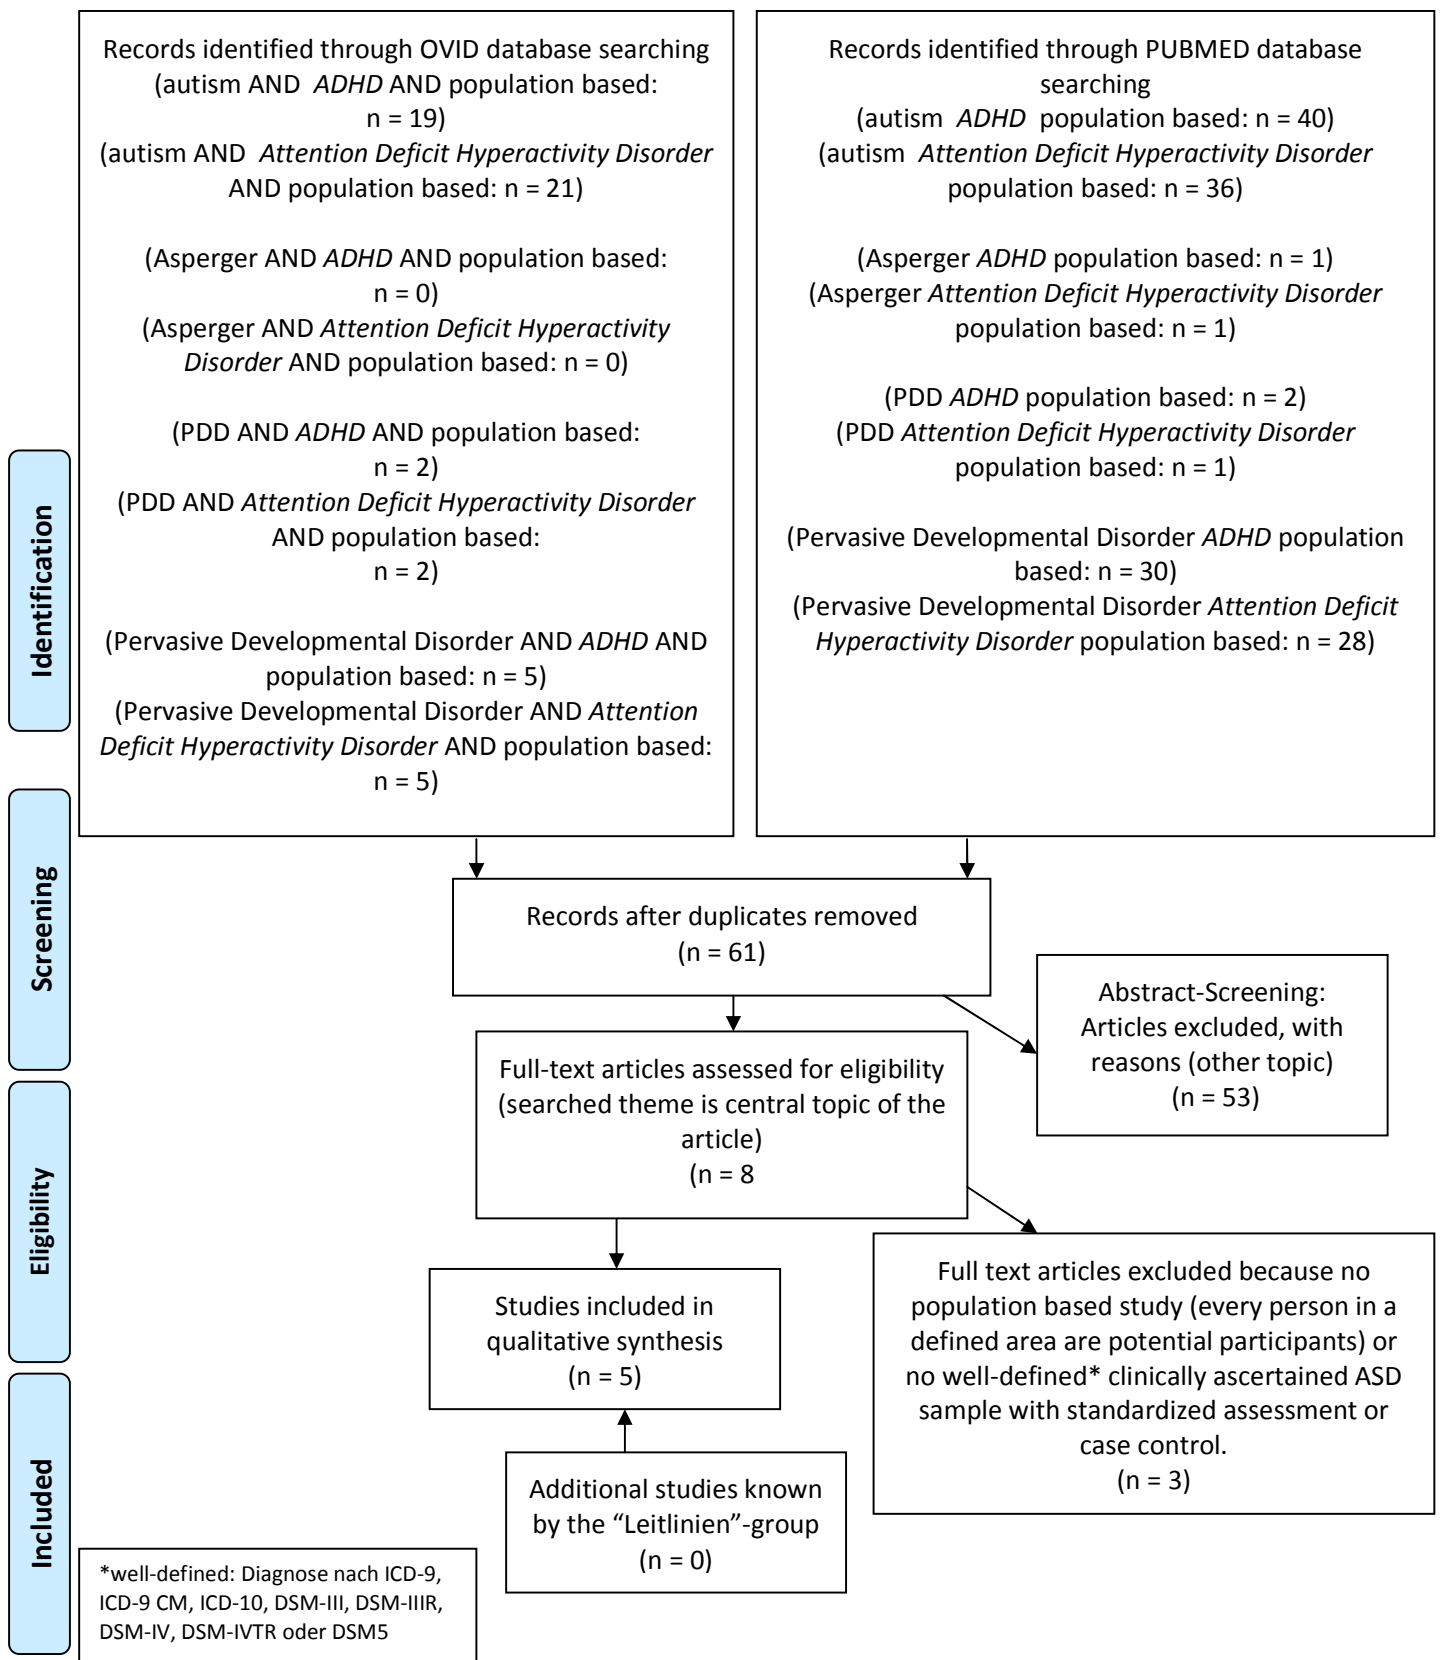 Records identified through OVID database searching
(autism AND ADHD AND population based:
n = 19)
(autism AND Attention Deficit Hyperactivity Disorder
AND population based: n = 21)
(Asperger AND ADHD AND population based:
n = 0)
(Asperger AND Attention Deficit Hyperactivity
Disorder AND population based: n = 0)
(PDD AND ADHD AND population based:
n = 2)
(PDD AND Attention Deficit Hyperactivity Disorder
AND population based:
n = 2)
(Pervasive Developmental Disorder AND ADHD AND
population based: n = 5)
(Pervasive Developmental Disorder AND Attention
Deficit Hyperactivity Disorder AND population based:
n = 5)
Records identified through PUBMED database
searching
(autism ADHD population based: n = 40)
(autism Attention Deficit Hyperactivity Disorder
population based: n = 36)
(Asperger ADHD population based: n = 1)
(Asperger Attention Deficit Hyperactivity Disorder
population based: n = 1)
(PDD ADHD population based: n = 2)
(PDD Attention Deficit Hyperactivity Disorder
population based: n = 1)
(Pervasive Developmental Disorder ADHD population
based: n = 30)
(Pervasive Developmental Disorder Attention Deficit
Hyperactivity Disorder population based: n = 28)
Identification
Screening
Records after duplicates removed
(n = 61)
Abstract-Screening:
Articles excluded, with
reasons (other topic)
(n = 53)
Eligibility
Full-text articles assessed for eligibility
(searched theme is central topic of the
article)
(n = 8
Full text articles excluded because no
population based study (every person in a
defined area are potential participants) or
no well-defined* clinically ascertained ASD
sample with standardized assessment or
case control.
(n = 3)
Included
Studies included in
qualitative synthesis
(n = 5)
Additional studies known
by the “Leitlinien”-group
(n = 0)
*well-defined: Diagnose nach ICD-9,
ICD-9 CM, ICD-10, DSM-III, DSM-IIIR,
DSM-IV, DSM-IVTR oder DSM5